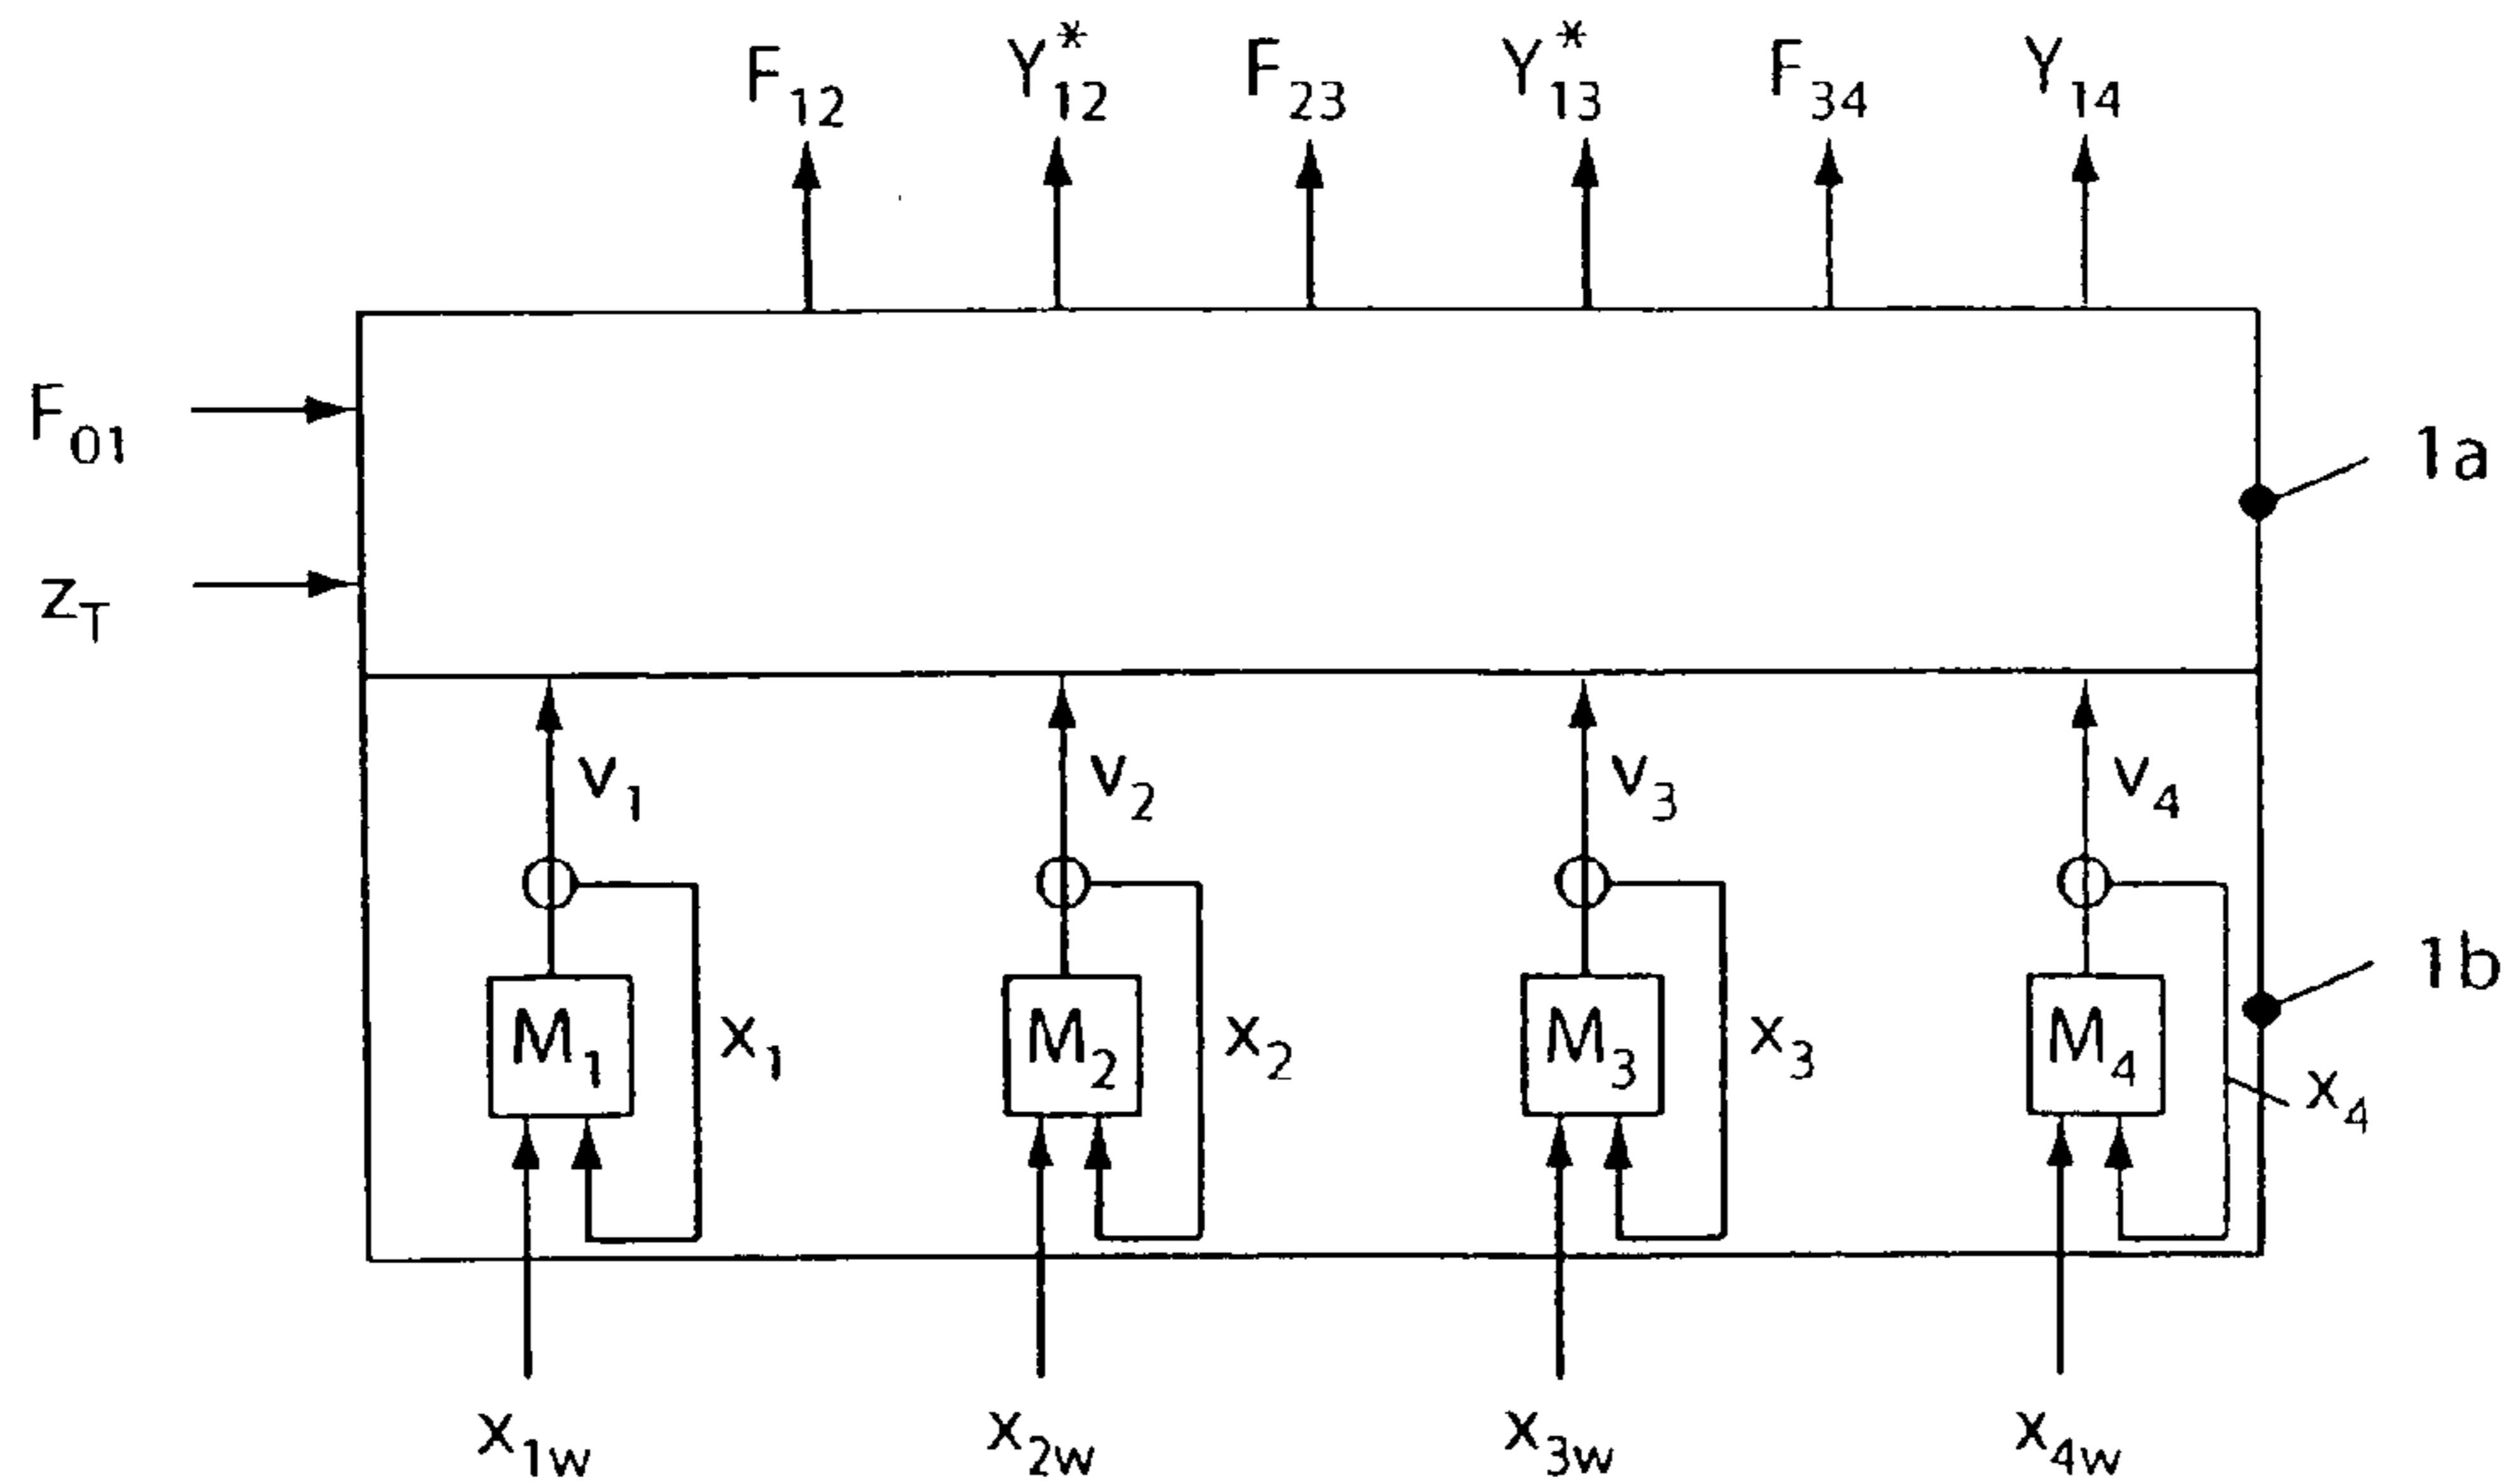 F12 Y*12 F23 Y*13 F34 Y14
F01
1a
zT
v1 v2 v3 v4
1b
M1 x1 M2 x2 M3 x3 M4 x4
x1w x2w x3w x4w